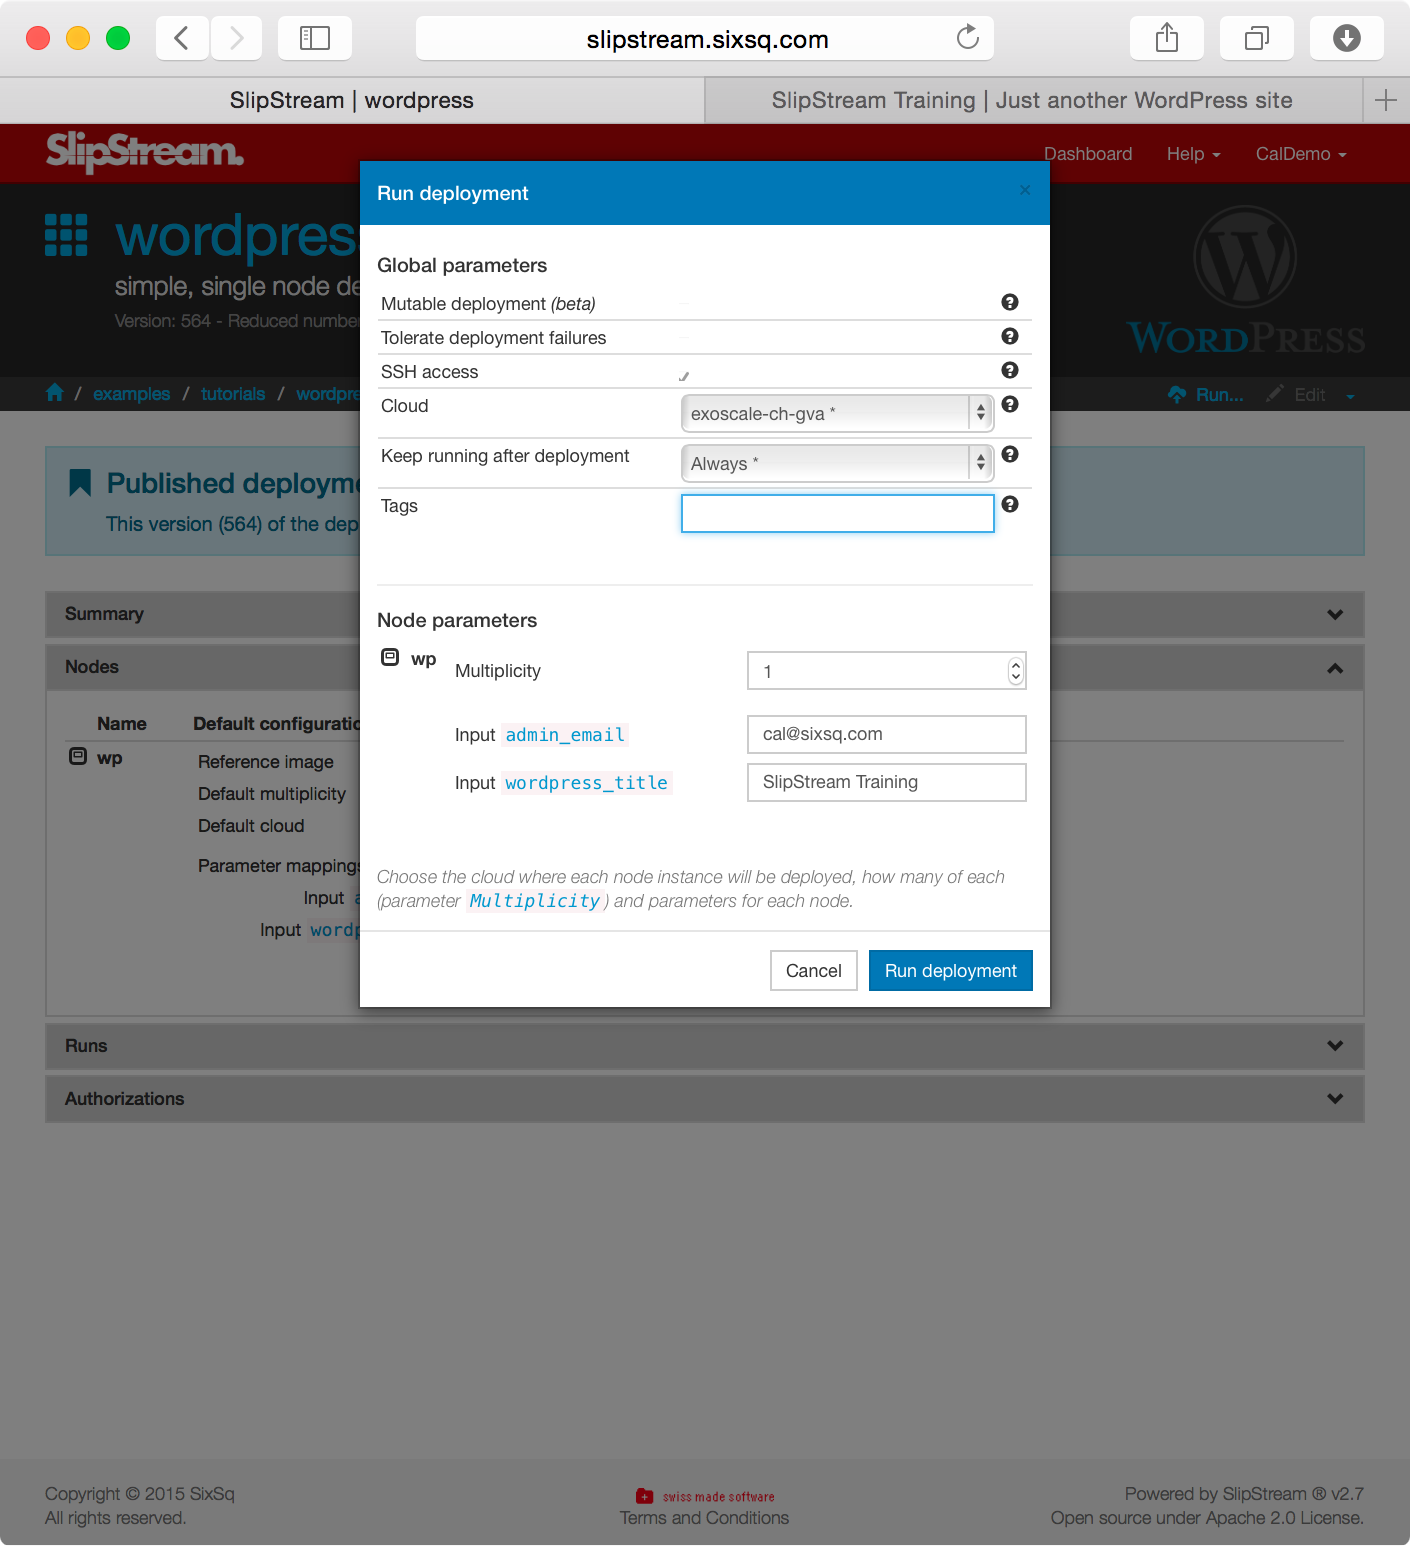 slipstream.sixsq.com
SlipStream | wordpress
SlipStream Training | Just another WordPress site
SlipStream.
Dashboard
Help
CalDemo
Run deployment
×
wordpres
simple, single node de
Version: 564 - Reduced number
WORDPRESS
Global parameters
Mutable deployment (beta)
Tolerate deployment failures
SSH access
Cloud
exoscale-ch-gva *
Keep running after deployment
Always *
Tags
/ examples / tutorials / wordpre
Run...
Edit
Published deployme
This version (564) of the dep
Summary
Nodes
Name
Default configuratio
wp
Reference image
Default multiplicity
Default cloud
Parameter mappings
Input a
Input wordp
Node parameters
wp
Multiplicity
1
Input admin_email
cal@sixsq.com
Input wordpress_title
SlipStream Training
Choose the cloud where each node instance will be deployed, how many of each
(parameter Multiplicity) and parameters for each node.
Cancel
Run deployment
Runs
Authorizations
Copyright © 2015 SixSq
All rights reserved.
swiss made software
Terms and Conditions
Powered by SlipStream ® v2.7
Open source under Apache 2.0 License.